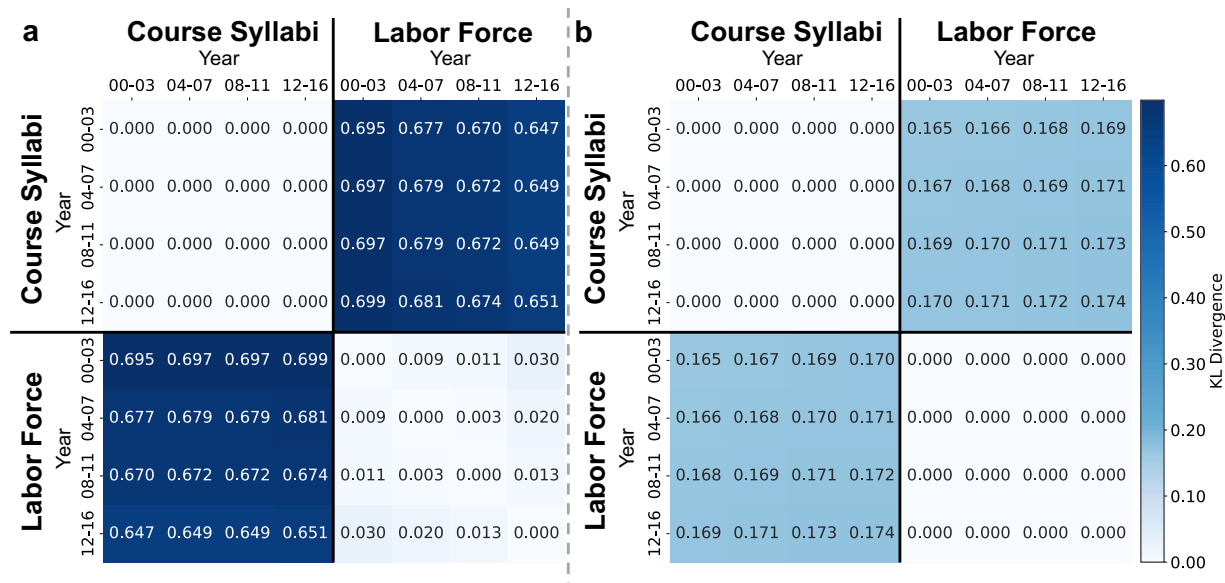 a
Course Syllabi
Labor Force
Year
Year
00-03 04-07 08-11 12-16 00-03 04-07 08-11 12-16
Course Syllabi
Year
00-03 0.000 0.000 0.000 0.000 0.695 0.677 0.670 0.647
04-07 0.000 0.000 0.000 0.000 0.697 0.679 0.672 0.649
08-11 0.000 0.000 0.000 0.000 0.697 0.679 0.672 0.649
12-16 0.000 0.000 0.000 0.000 0.699 0.681 0.674 0.651
Labor Force
Year
00-03 0.695 0.697 0.697 0.699 0.000 0.009 0.011 0.030
04-07 0.677 0.679 0.679 0.681 0.009 0.000 0.003 0.020
08-11 0.670 0.672 0.672 0.674 0.011 0.003 0.000 0.013
12-16 0.647 0.649 0.649 0.651 0.030 0.020 0.013 0.000
b
Course Syllabi
Labor Force
Year
Year
00-03 04-07 08-11 12-16 00-03 04-07 08-11 12-16
Course Syllabi
Year
00-03 0.000 0.000 0.000 0.000 0.165 0.166 0.168 0.169
04-07 0.000 0.000 0.000 0.000 0.167 0.168 0.169 0.171
08-11 0.000 0.000 0.000 0.000 0.169 0.170 0.171 0.173
12-16 0.000 0.000 0.000 0.000 0.170 0.171 0.172 0.174
Labor Force
Year
00-03 0.165 0.167 0.169 0.170 0.000 0.000 0.000 0.000
04-07 0.166 0.168 0.170 0.171 0.000 0.000 0.000 0.000
08-11 0.168 0.169 0.171 0.172 0.000 0.000 0.000 0.000
12-16 0.169 0.171 0.173 0.174 0.000 0.000 0.000 0.000
0.60
0.50
0.40
0.30
0.20
0.10
0.00
KL Divergence